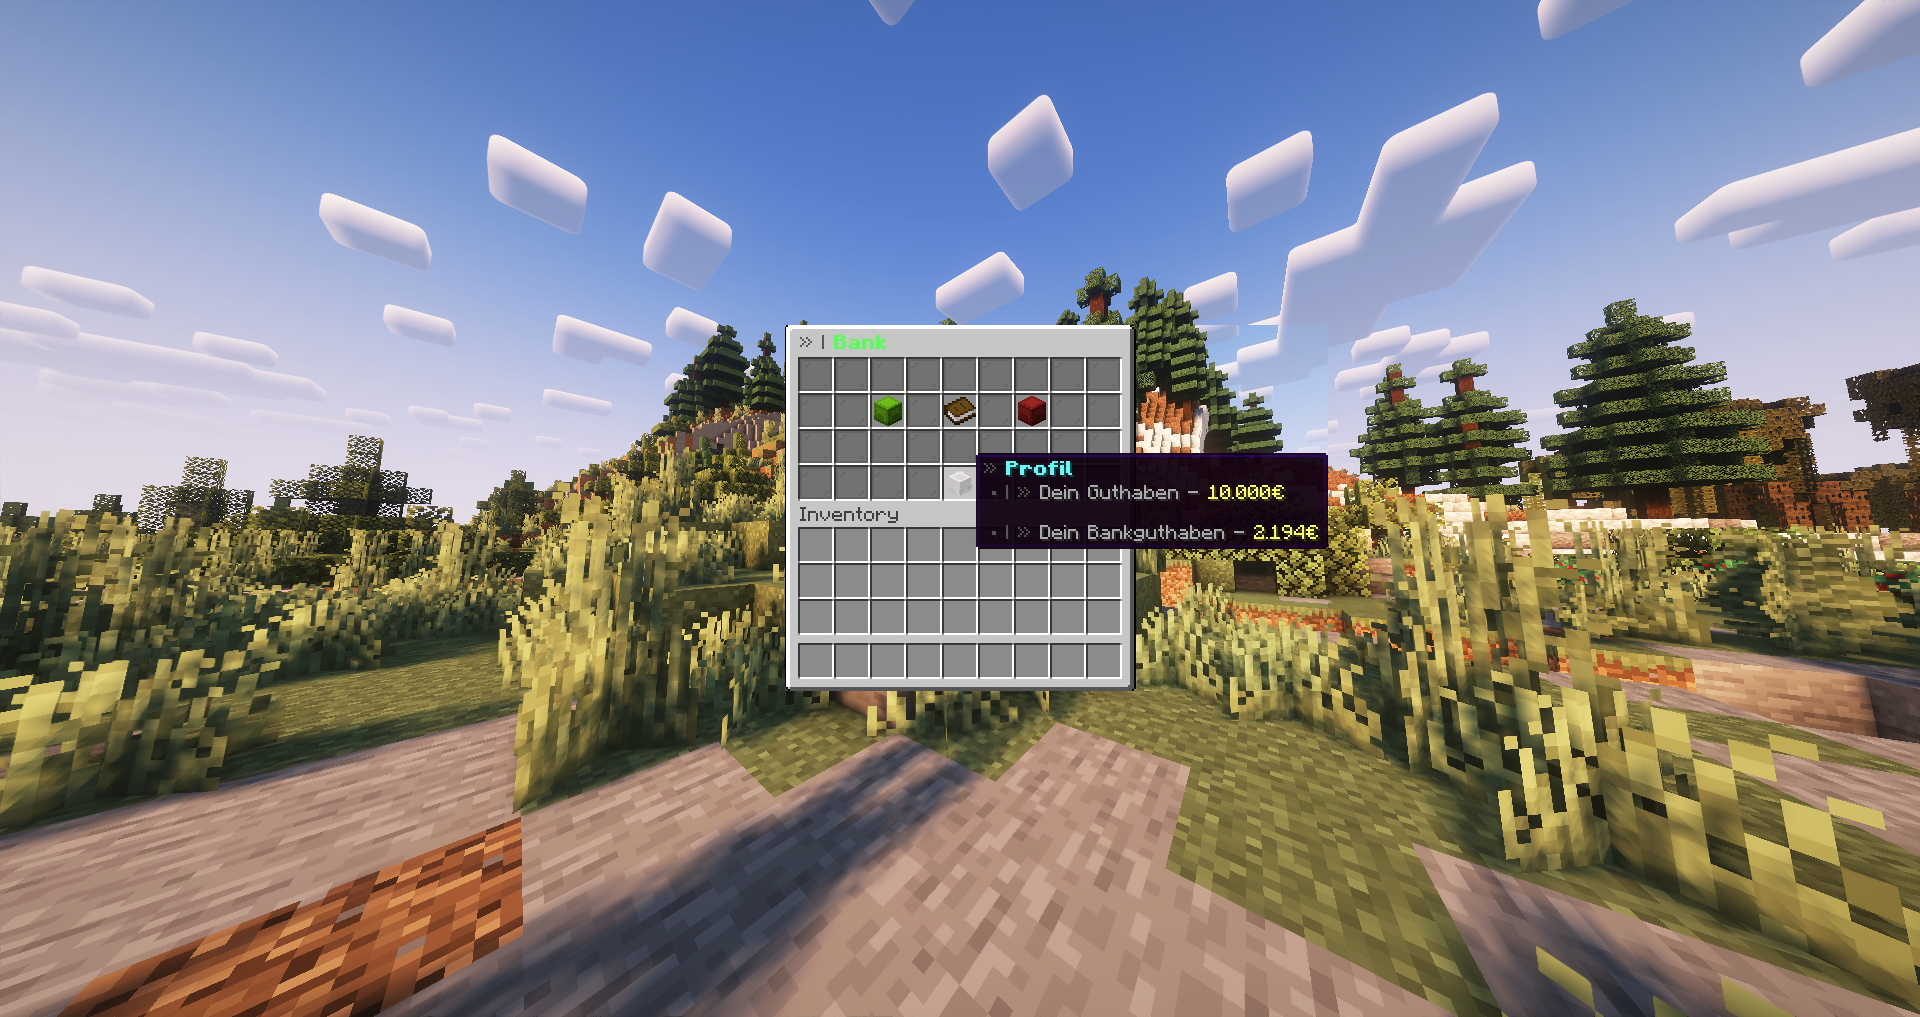 » | Bank
» Profil
▪ | » Dein Guthaben - 10.000€
Inventory
▪ | » Dein Bankguthaben - 2.194€